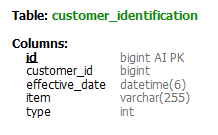 Table: customer_identification
Columns:
id bigint AI PK
customer_id bigint
effective_date datetime(6)
item varchar(255)
type int